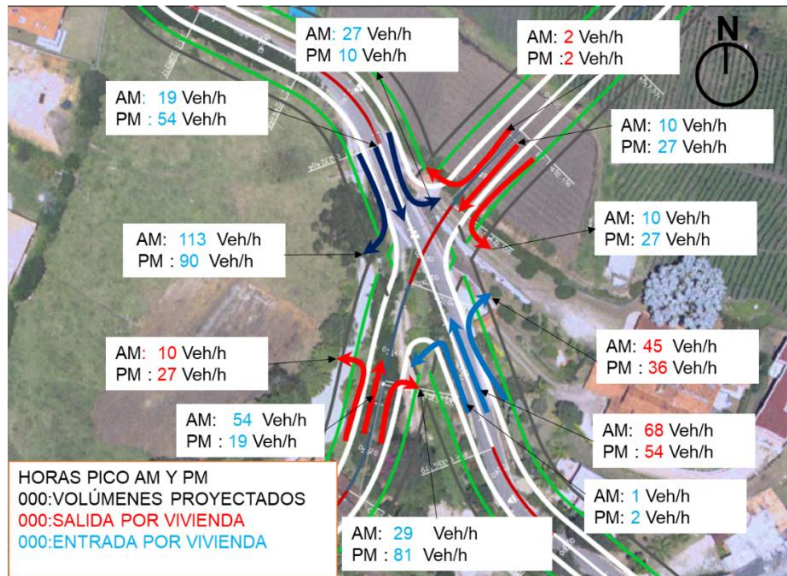 AM: 27 Veh/h
PM: 10 Veh/h
AM: 2 Veh/h
PM: 2 Veh/h
N
AM: 19 Veh/h
PM : 54 Veh/h
AM: 10 Veh/h
PM: 27 Veh/h
AM: 113 Veh/h
PM : 90 Veh/h
AM: 10 Veh/h
PM: 27 Veh/h
AM: 10 Veh/h
PM : 27 Veh/h
AM: 45 Veh/h
PM : 36 Veh/h
AM: 54 Veh/h
PM : 19 Veh/h
AM: 68 Veh/h
PM : 54 Veh/h
HORAS PICO AM Y PM
000:VOLÚMENES PROYECTADOS
000:SALIDA POR VIVIENDA
000:ENTRADA POR VIVIENDA
AM: 1 Veh/h
PM: 2 Veh/h
AM: 29 Veh/h
PM : 81 Veh/h